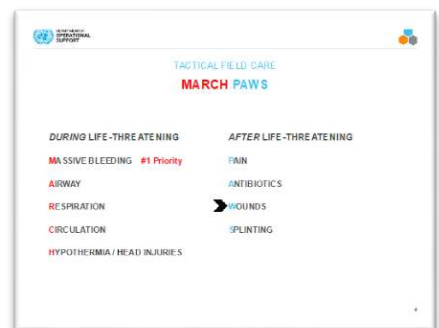 DEPARTMENT OF
OPERATIONAL
SUPPORT
TACTICAL FIELD CARE
MARCH PAWS
DURING LIFE-THREATENING
MASSIVE BLEEDING #1 Priority
AIRWAY
RESPIRATION
CIRCULATION
HYPOTHERMIA / HEAD INJURIES
AFTER LIFE-THREATENING
PAIN
ANTIBIOTICS
WOUNDS
SPLINTING